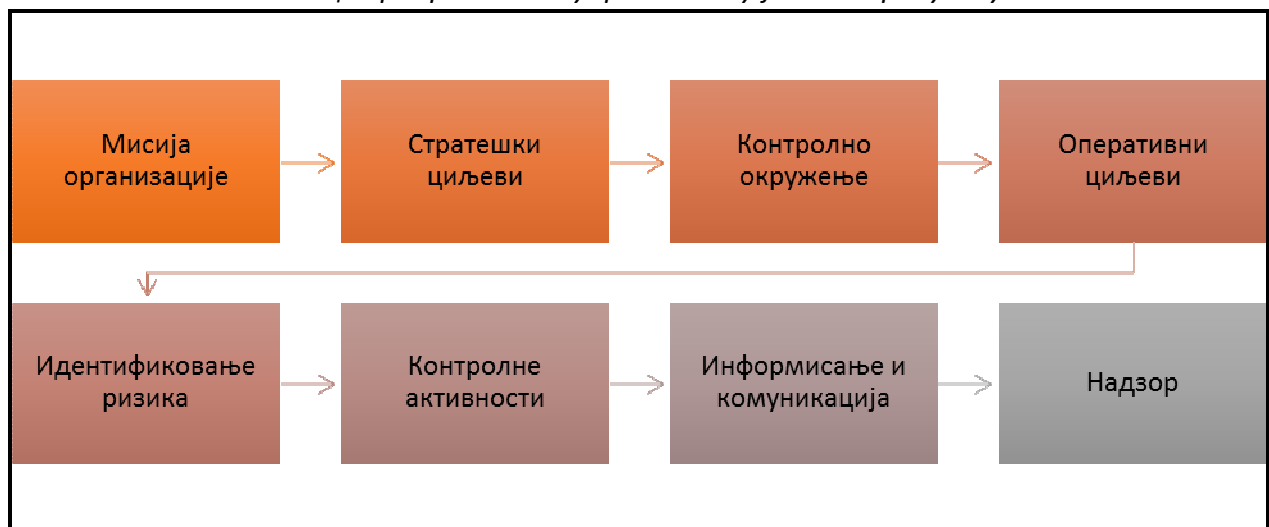 Мисија
организације
Стратешки
циљеви
Контролно
окружење
Оперативни
циљеви
Идентификовање
ризика
Контролне
активности
Информисање и
комуникација
Надзор